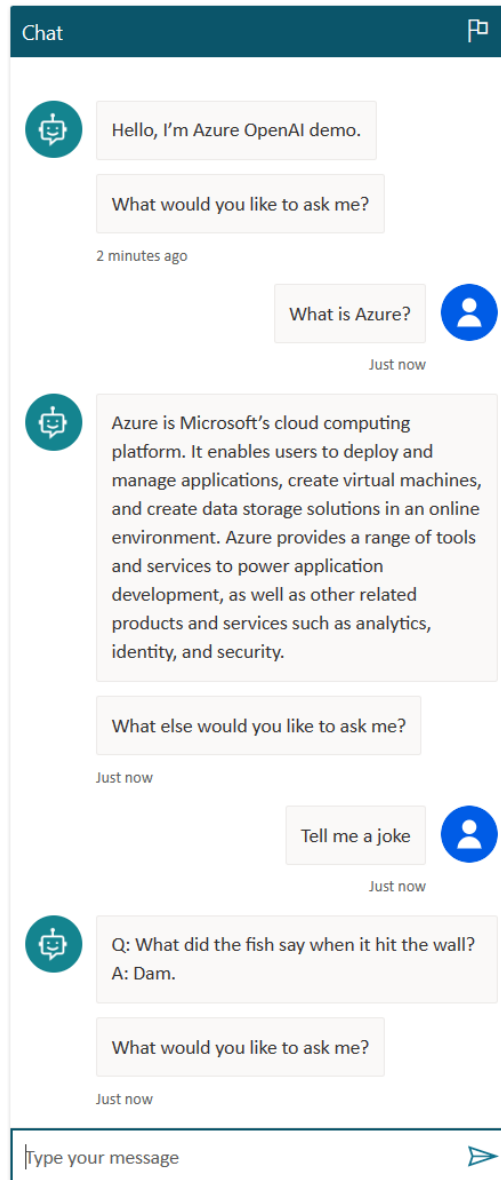 Chat
Hello, I’m Azure OpenAI demo.
What would you like to ask me?
2 minutes ago
What is Azure?
Just now
Azure is Microsoft’s cloud computing
platform. It enables users to deploy and
manage applications, create virtual machines,
and create data storage solutions in an online
environment. Azure provides a range of tools
and services to power application
development, as well as other related
products and services such as analytics,
identity, and security.
What else would you like to ask me?
Just now
Tell me a joke
Just now
Q: What did the fish say when it hit the wall?
A: Dam.
What would you like to ask me?
Just now
Type your message